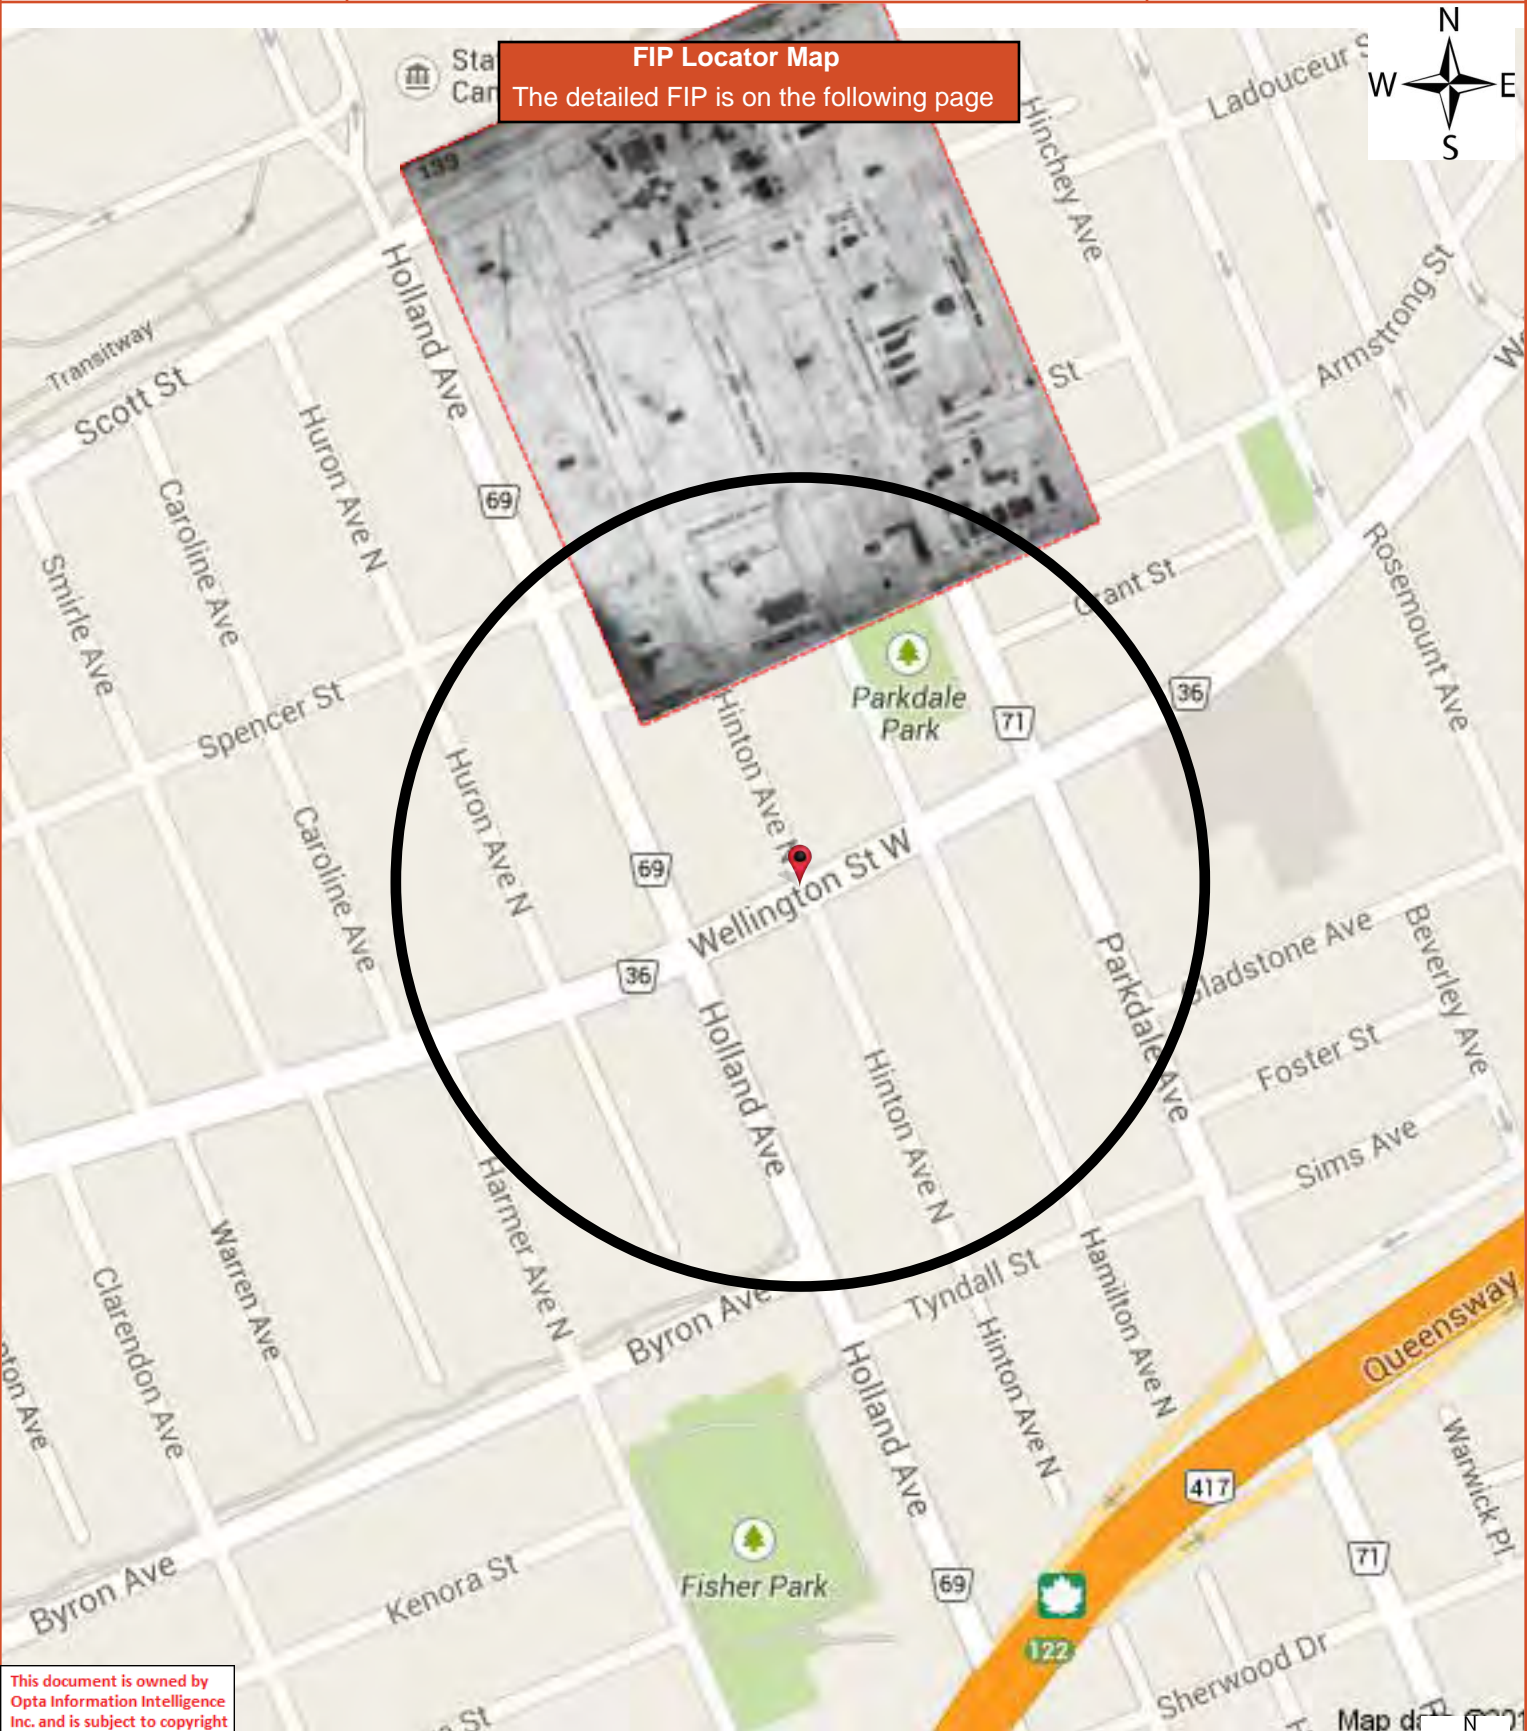 FIP Locator Map
The detailed FIP is on the following page
N
W
E
S
139
Ladouceur
Hinchey Ave
Holland Ave
Transitway
Scott St
Armstrong St
St
Huron Ave N
69
Caroline Ave
Smirle Ave
Grant St
Rosemount Ave
Parkdale
Park
36
71
Spencer St
Hinton Ave N
Huron Ave N
Caroline Ave
69
Wellington St W
36
Gladstone Ave
Beverley Ave
Parkdale Ave
Holland Ave
Foster St
Hinton Ave N
Sims Ave
Harmer Ave N
Warren Ave
Clarendon Ave
Byron Ave
Tyndall St
Hamilton Ave N
Hinton Ave N
Holland Ave
Queensway
Ave
Warwick Pl
417
Fisher Park
71
69
Byron Ave
Kenora St
122
Sherwood Dr
St
This document is owned by
Opta Information Intelligence
Inc. and is subject to copyright
Map
N